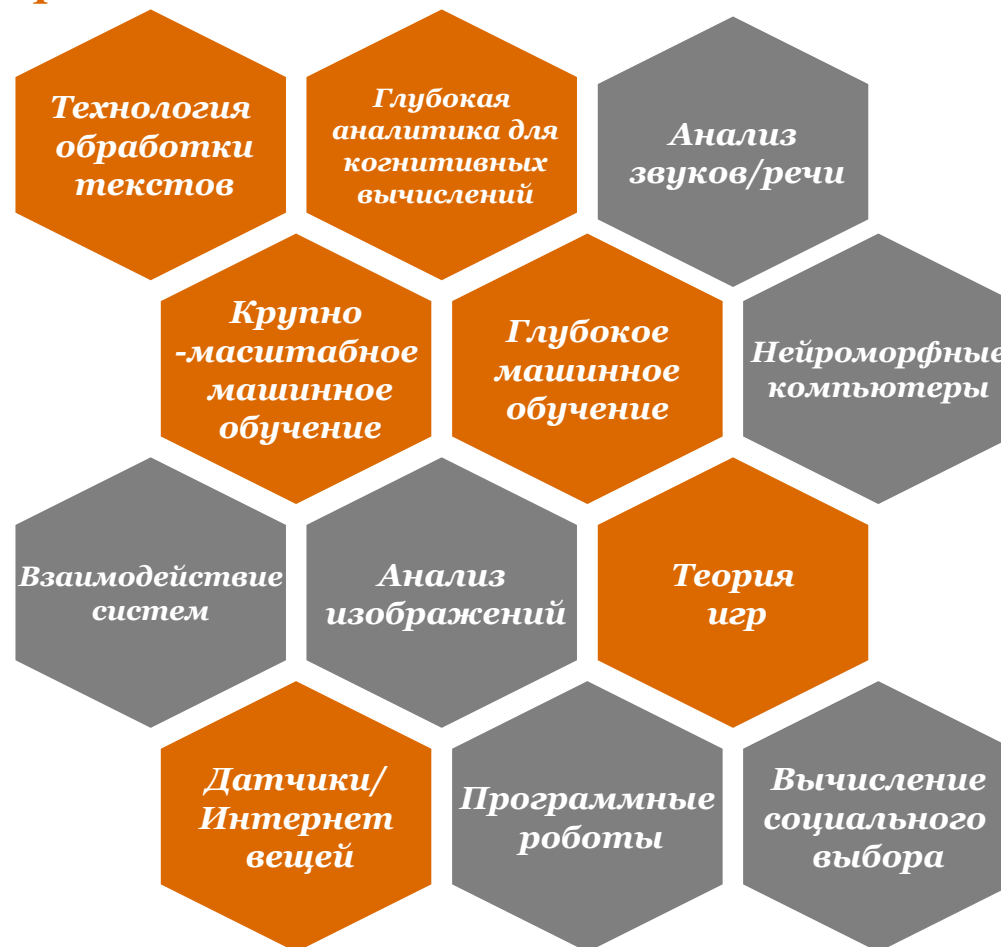 Технология
обработки
текстов
Глубокая
аналитика для
когнитивных
вычислений
Анализ
звуков/речи
Крупно
-масштабное
машинное
обучение
Глубокое
машинное
обучение
Нейроморфные
компьютеры
Взаимодействие
систем
Анализ
изображений
Теория
игр
Датчики/
Интернет
вещей
Программные
роботы
Вычисление
социального
выбора